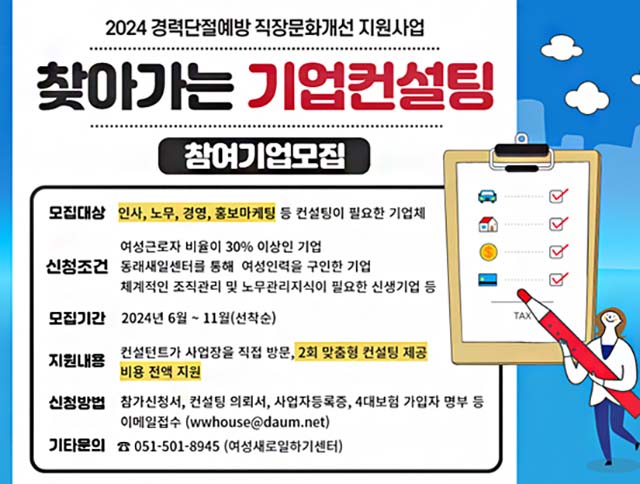 2024 경력단절예방 직장문화개선 지원사업
찾아가는 기업컨설팅
참여기업모집
모집대상 인사, 노무, 경영, 홍보마케팅 등 컨설팅이 필요한 기업체
여성근로자 비율이 30% 이상인 기업
신청조건 동래새일센터를 통해 여성인력을 구인한 기업
체계적인 조직관리 및 노무관리지식이 필요한 신생기업 등
모집기간 2024년 6월 ~ 11월(선착순)
지원내용 컨설턴트가 사업장을 직접 방문, 2회 맞춤형 컨설팅 제공
비용 전액 지원
신청방법 참가신청서, 컨설팅 의뢰서, 사업자등록증, 4대보험 가입자 명부 등
이메일접수 (wwhouse@daum.net)
기타문의 ☎ 051-501-8945 (여성새로일하기센터)
TAX